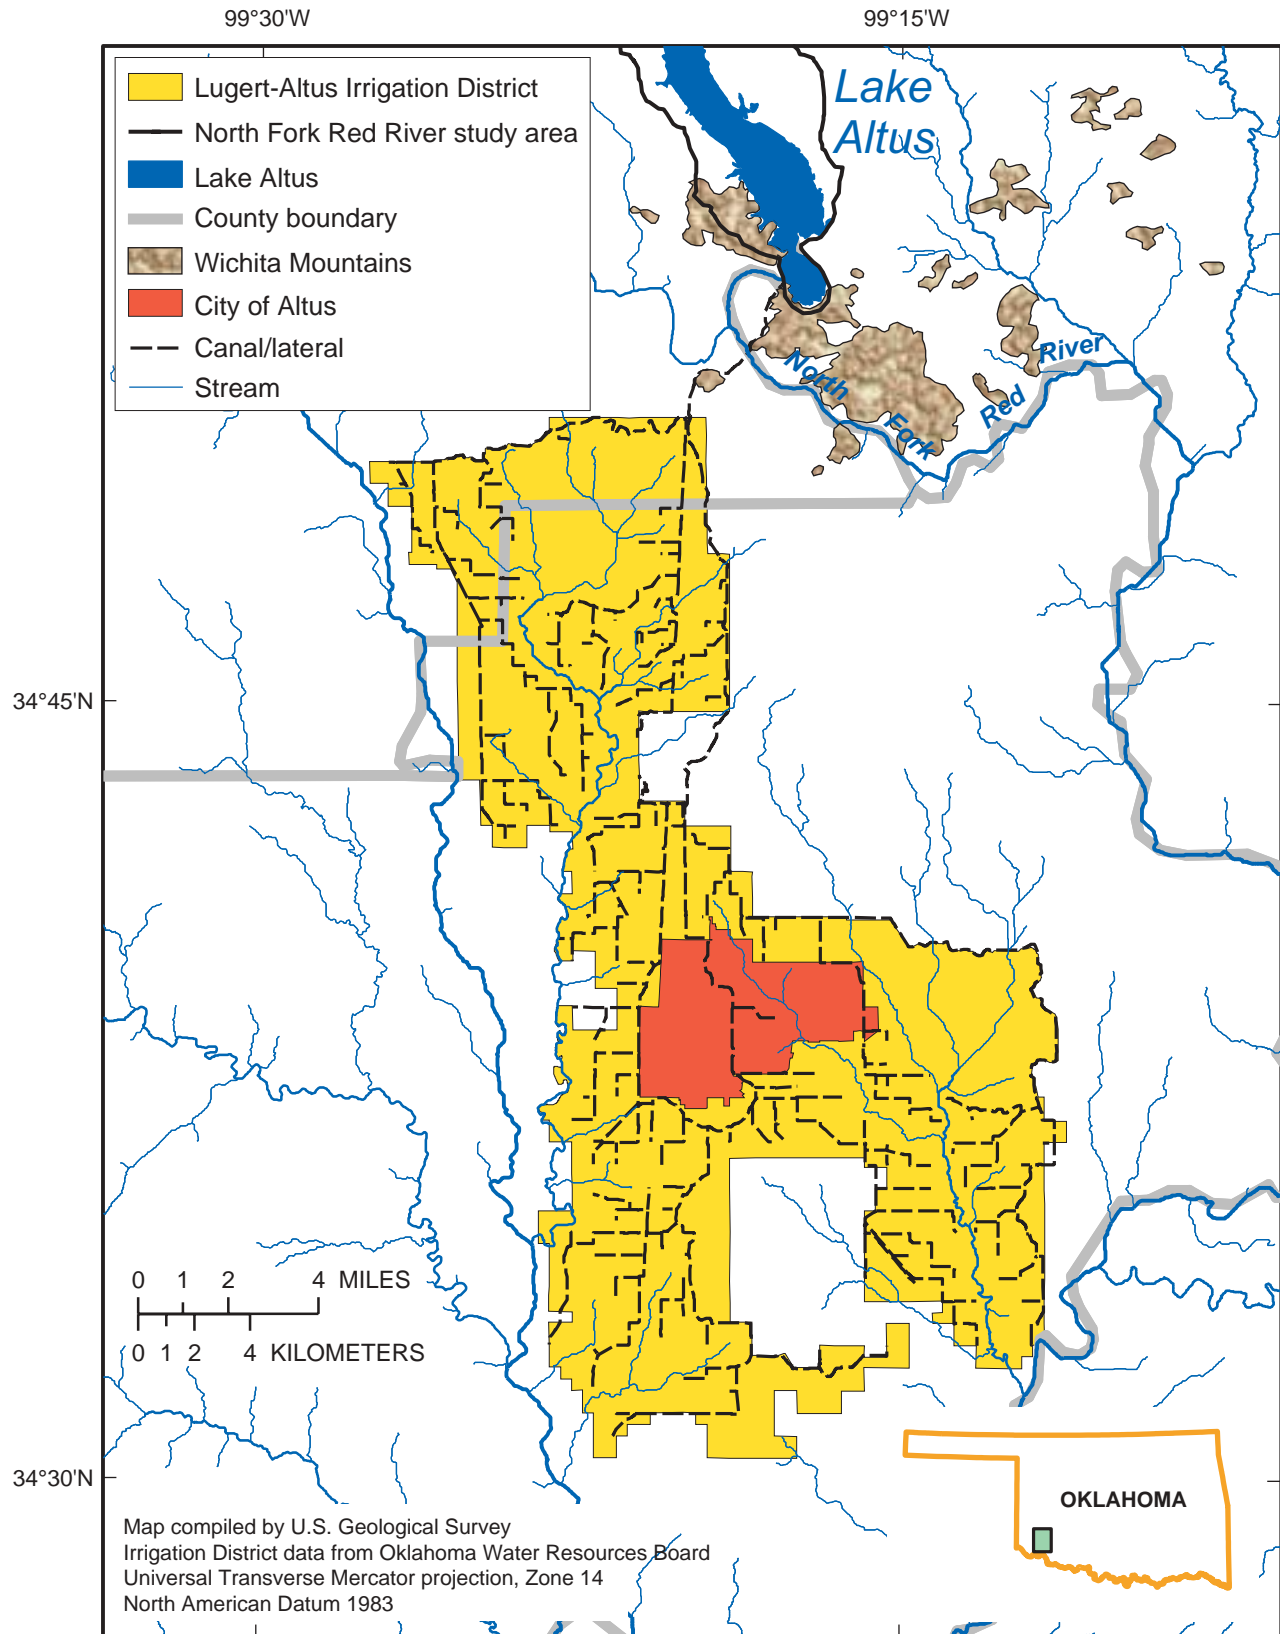 99°30'W
99°15'W
Lugert-Altus Irrigation District
North Fork Red River study area
Lake Altus
County boundary
Wichita Mountains
City of Altus
Canal/lateral
Stream
Lake
Altus
North
Fork
Red
River
34°45'N
0 1 2 4 MILES
0 1 2 4 KILOMETERS
34°30'N
OKLAHOMA
Map compiled by U.S. Geological Survey
Irrigation District data from Oklahoma Water Resources Board
Universal Transverse Mercator projection, Zone 14
North American Datum 1983